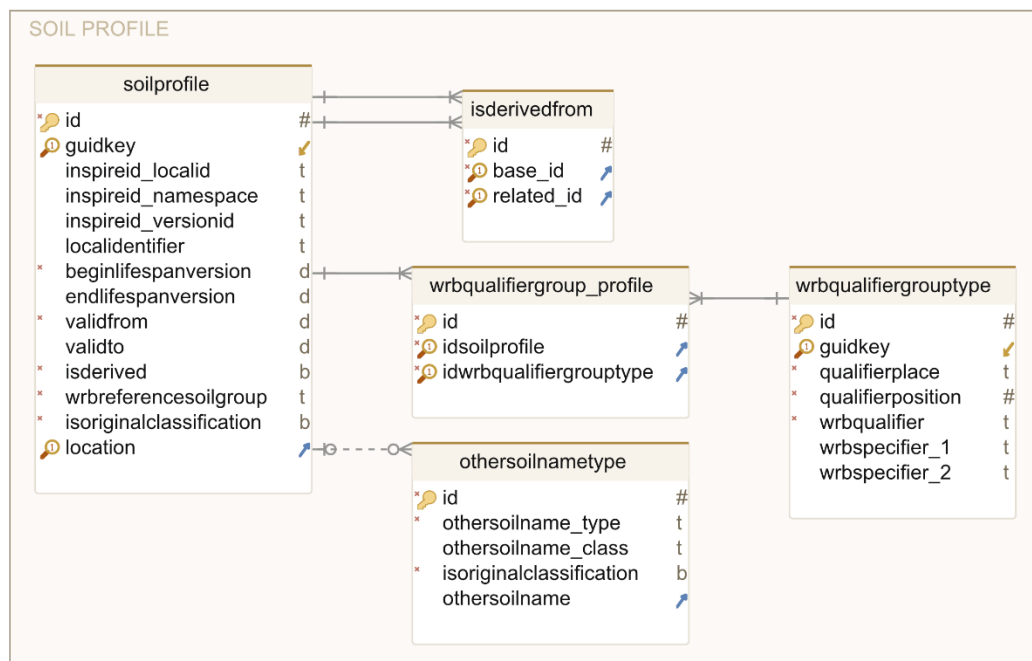 SOIL PROFILE
soilprofile
id #
guidkey
inspireid_localid t
inspireid_namespace t
inspireid_versionid t
localidentifier t
beginlifespanversion d
endlifespanversion d
validfrom d
validto d
isderived b
wrbreferencesoilgroup t
isoriginalclassification b
location
isderivedfrom
id #
base_id
related_id
wrbqualifiergroup_profile
id #
idsoilprofile
idwrbqualifiergrouptype
wrbqualifiergrouptype
id #
guidkey
qualifierplace t
qualifierposition #
wrbqualifier t
wrbspecifier_1 t
wrbspecifier_2 t
othersoilnametype
id #
othersoilname_type t
othersoilname_class t
isoriginalclassification b
othersoilname